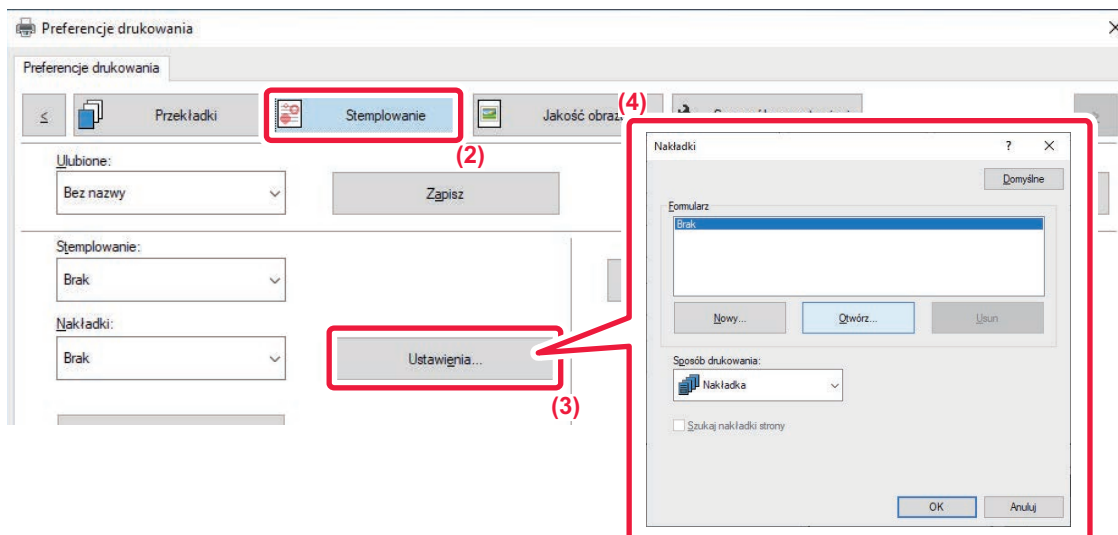 Preferencje drukowania
Preferencje drukowania
Przekładki
Stemplowanie
Jakość obraz
(2)
Ulubione:
Bez nazwy
Zapisz
Stemplowanie:
Brak
Nakładki:
Brak
Ustawienia...
(3)
(4)
Nakładki
?
Domyślne
Formularz
Brak
Nowy...
Otwórz...
Usun
Sposób drukowania:
Nakładka
Szukaj nakładki strony
OK
Anuluj